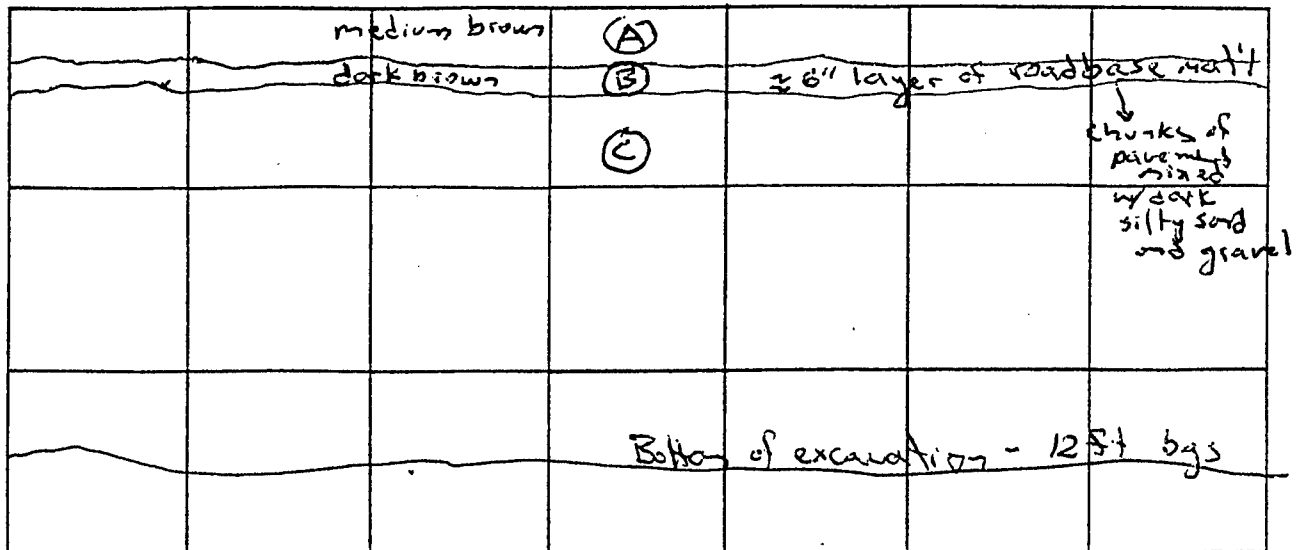 medium brown (A)
dark brown (B) ≈ 6" layer of roadbase mat'l
(C)
chunks of
pavement
mixed
w/ dark
silty sand
and gravel
Bottom of excavation - 12 ft bgs